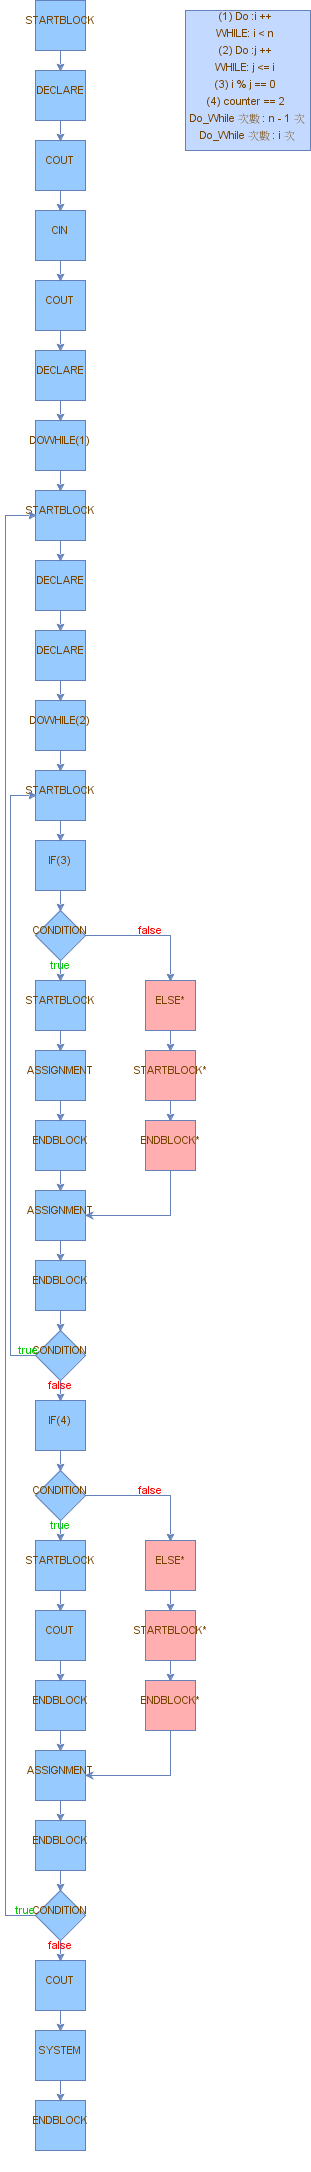 STARTBLOCK
(1) Do :i ++
WHILE: i < n
(2) Do :j ++
WHILE: j <= i
(3) i % j == 0
(4) counter == 2
Do_While 次數 : n - 1 次
Do_While 次數 : i 次
DECLARE
COUT
CIN
COUT
DECLARE
DOWHILE(1)
STARTBLOCK
DECLARE
DECLARE
DOWHILE(2)
STARTBLOCK
IF(3)
CONDITION
false
true
STARTBLOCK
ELSE*
ASSIGNMENT
STARTBLOCK*
ENDBLOCK
ENDBLOCK*
ASSIGNMENT
ENDBLOCK
true
CONDITION
false
IF(4)
CONDITION
false
true
STARTBLOCK
ELSE*
COUT
STARTBLOCK*
ENDBLOCK
ENDBLOCK*
ASSIGNMENT
ENDBLOCK
true
CONDITION
false
COUT
SYSTEM
ENDBLOCK